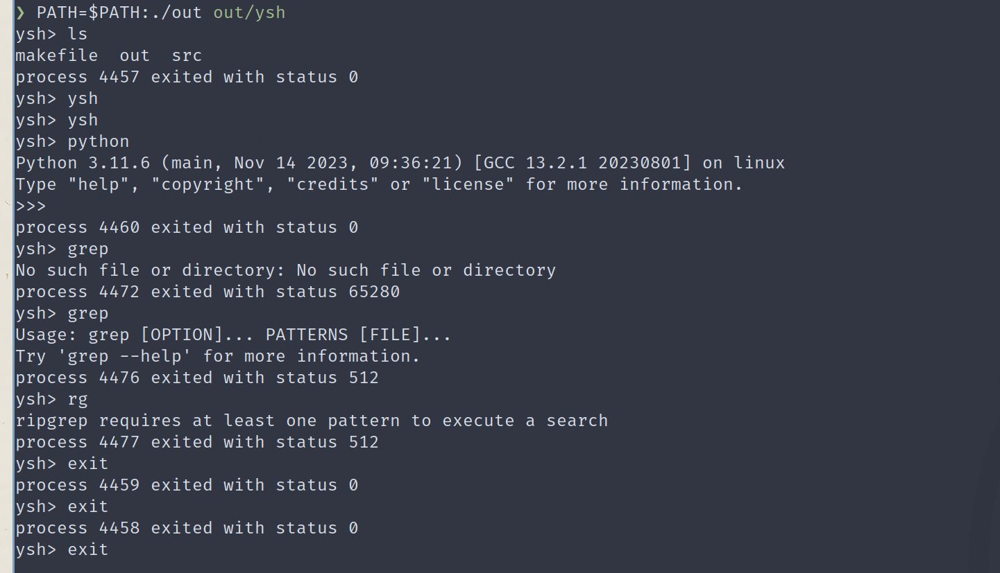 ❯ PATH=$PATH:./out out/ysh
ysh> ls
makefile  out  src
process 4457 exited with status 0
ysh> ysh
ysh> ysh
ysh> python
Python 3.11.6 (main, Nov 14 2023, 09:36:21) [GCC 13.2.1 20230801] on linux
Type "help", "copyright", "credits" or "license" for more information.
>>>
process 4460 exited with status 0
ysh> grep
No such file or directory: No such file or directory
process 4472 exited with status 65280
ysh> grep
Usage: grep [OPTION]... PATTERNS [FILE]...
Try 'grep --help' for more information.
process 4476 exited with status 512
ysh> rg
ripgrep requires at least one pattern to execute a search
process 4477 exited with status 512
ysh> exit
process 4459 exited with status 0
ysh> exit
process 4458 exited with status 0
ysh> exit